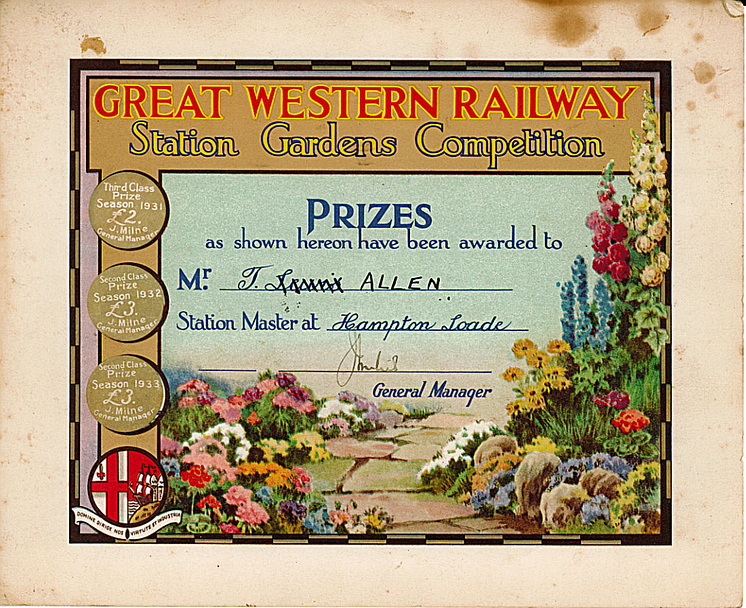 GREAT WESTERN RAILWAY
Station Gardens Competition
Third Class
Prize
Season 1931
£2.
J. Milne
General Manager
PRIZES
as shown hereon have been awarded to
Mr. T. ALLEN
Second Class
Prize
Season 1932
£3.
J. Milne
General Manager
Station Master at Hampton Loade
General Manager
Second Class
Prize
Season 1933
£3.
J. Milne
General Manager
DOMINE DIRIGE NOS VIRTUTE ET INDUSTRIA